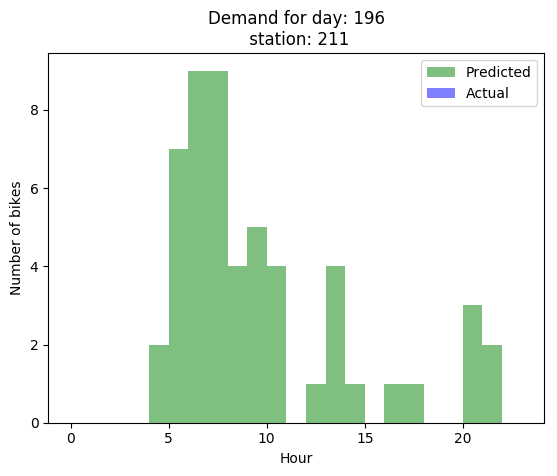 Demand for day: 196
station: 211
Predicted
Actual
Number of bikes
8
6
4
2
0
0
5
10
15
20
Hour